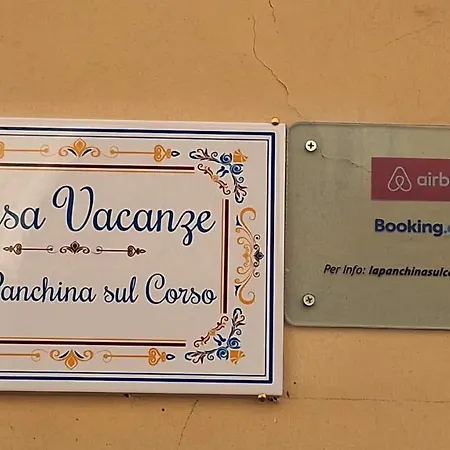 sa Vacanze
Panchina sul Corso
airb
Booking.
Per Info: lapanchinasulc